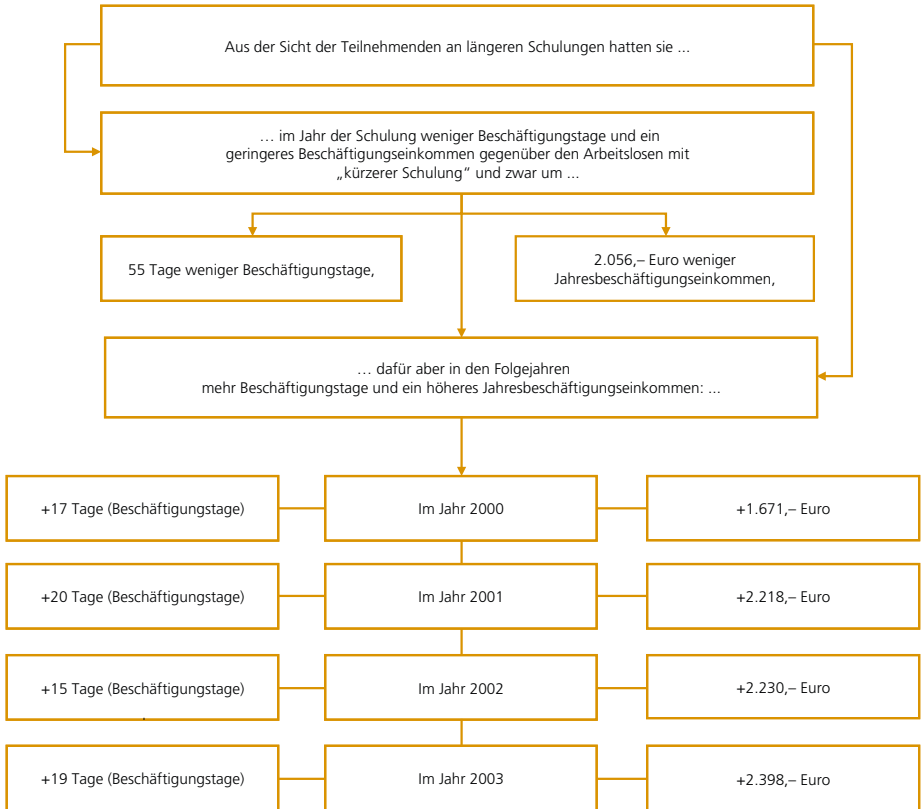 Aus der Sicht der Teilnehmenden an längeren Schulungen hatten sie ...
… im Jahr der Schulung weniger Beschäftigungstage und ein
geringeres Beschäftigungseinkommen gegenüber den Arbeitslosen mit
„kürzerer Schulung“ und zwar um ...
55 Tage weniger Beschäftigungstage,
2.056,– Euro weniger
Jahresbeschäftigungseinkommen,
… dafür aber in den Folgejahren
mehr Beschäftigungstage und ein höheres Jahresbeschäftigungseinkommen: ...
+17 Tage (Beschäftigungstage)
Im Jahr 2000
+1.671,– Euro
+20 Tage (Beschäftigungstage)
Im Jahr 2001
+2.218,– Euro
+15 Tage (Beschäftigungstage)
Im Jahr 2002
+2.230,– Euro
+19 Tage (Beschäftigungstage)
Im Jahr 2003
+2.398,– Euro